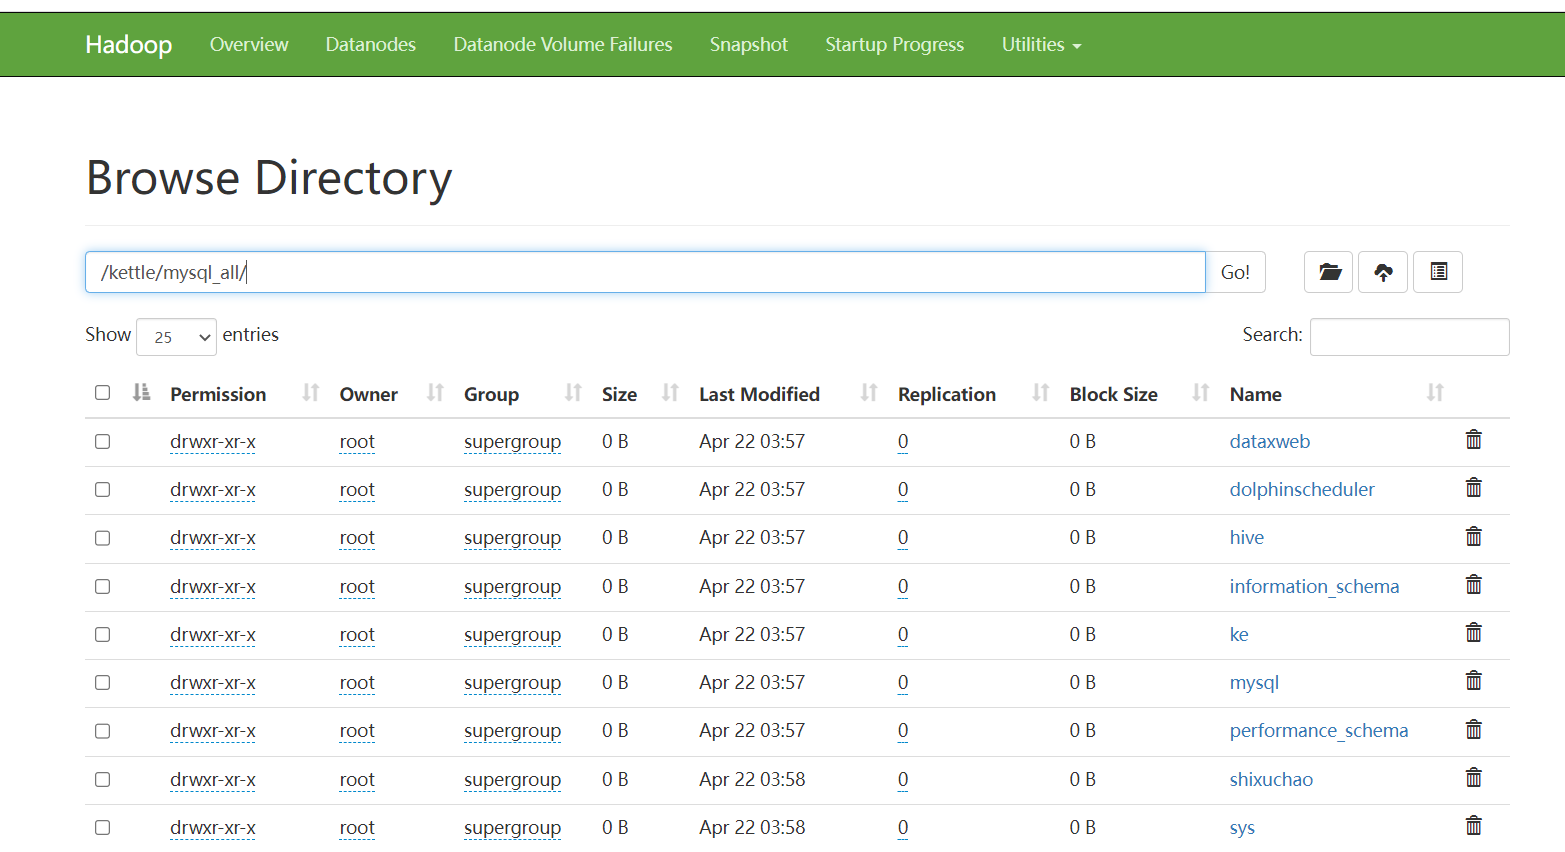 Hadoop Overview Datanodes Datanode Volume Failures Snapshot Startup Progress Utilities
Browse Directory
/kettle/mysql_all/ Go!
Show 25 entries Search:
Permission Owner Group Size Last Modified Replication Block Size Name
drwxr-xr-x root supergroup 0 B Apr 22 03:57 0 0 B dataxweb
drwxr-xr-x root supergroup 0 B Apr 22 03:57 0 0 B dolphinscheduler
drwxr-xr-x root supergroup 0 B Apr 22 03:57 0 0 B hive
drwxr-xr-x root supergroup 0 B Apr 22 03:57 0 0 B information_schema
drwxr-xr-x root supergroup 0 B Apr 22 03:57 0 0 B ke
drwxr-xr-x root supergroup 0 B Apr 22 03:57 0 0 B mysql
drwxr-xr-x root supergroup 0 B Apr 22 03:57 0 0 B performance_schema
drwxr-xr-x root supergroup 0 B Apr 22 03:58 0 0 B shixuchao
drwxr-xr-x root supergroup 0 B Apr 22 03:58 0 0 B sys